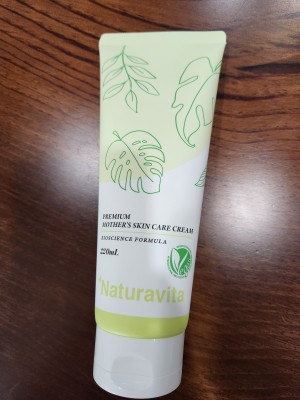 PREMIUM
MOTHER'S SKIN CARE CREAM
BIOSCIENCE FORMULA
220mL
Naturavita